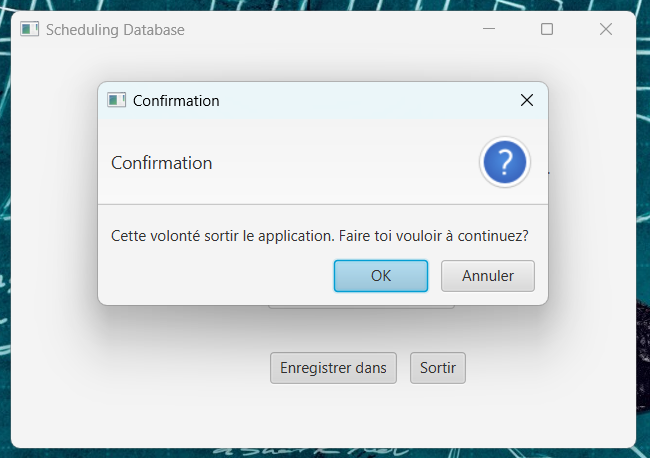 Scheduling Database
Confirmation
Confirmation
Cette volonté sortir le application. Faire toi vouloir à continuez?
OK Annuler
Enregistrer dans Sortir